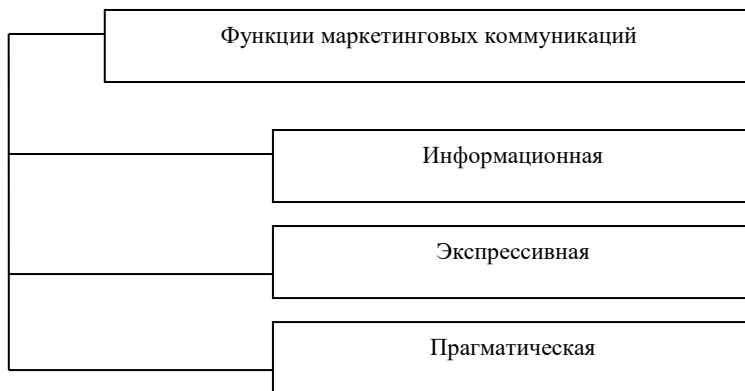 Функции маркетинговых коммуникаций
Информационная
Экспрессивная
Прагматическая